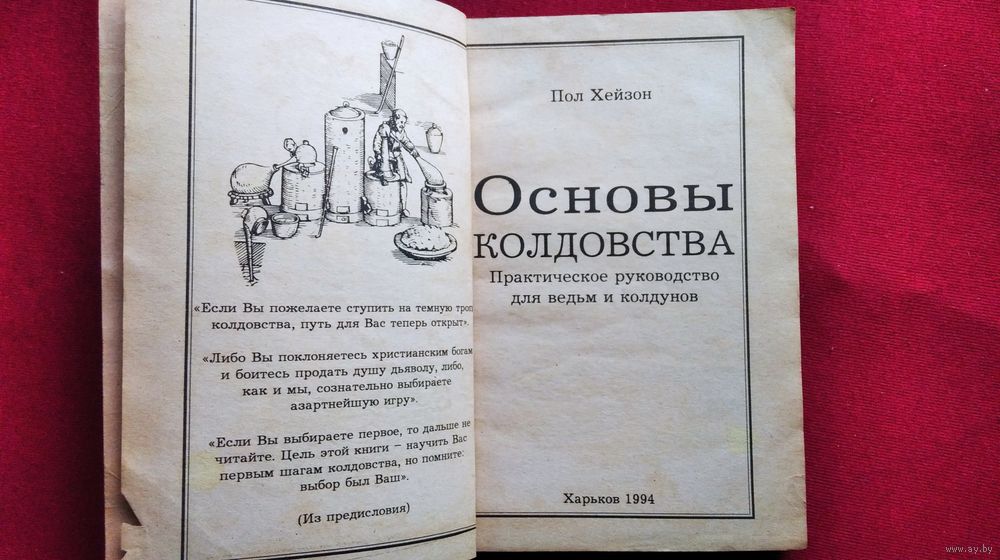 «Если Вы пожелаете ступить на темную тропу
колдовства, путь для Вас теперь открыт».
«Либо Вы поклоняетесь христианским богам
и боитесь продать душу дьяволу, либо,
как и мы, сознательно выбираете
азартнейшую игру».
«Если Вы выбираете первое, то дальше не
читайте. Цель этой книги – научить Вас
первым шагам колдовства, но помните:
выбор был Ваш».
(Из предисловия)
Пол Хейзон
Основы
КОЛДОВСТВА
Практическое руководство
для ведьм и колдунов
Харьков 1994
www.ay.by